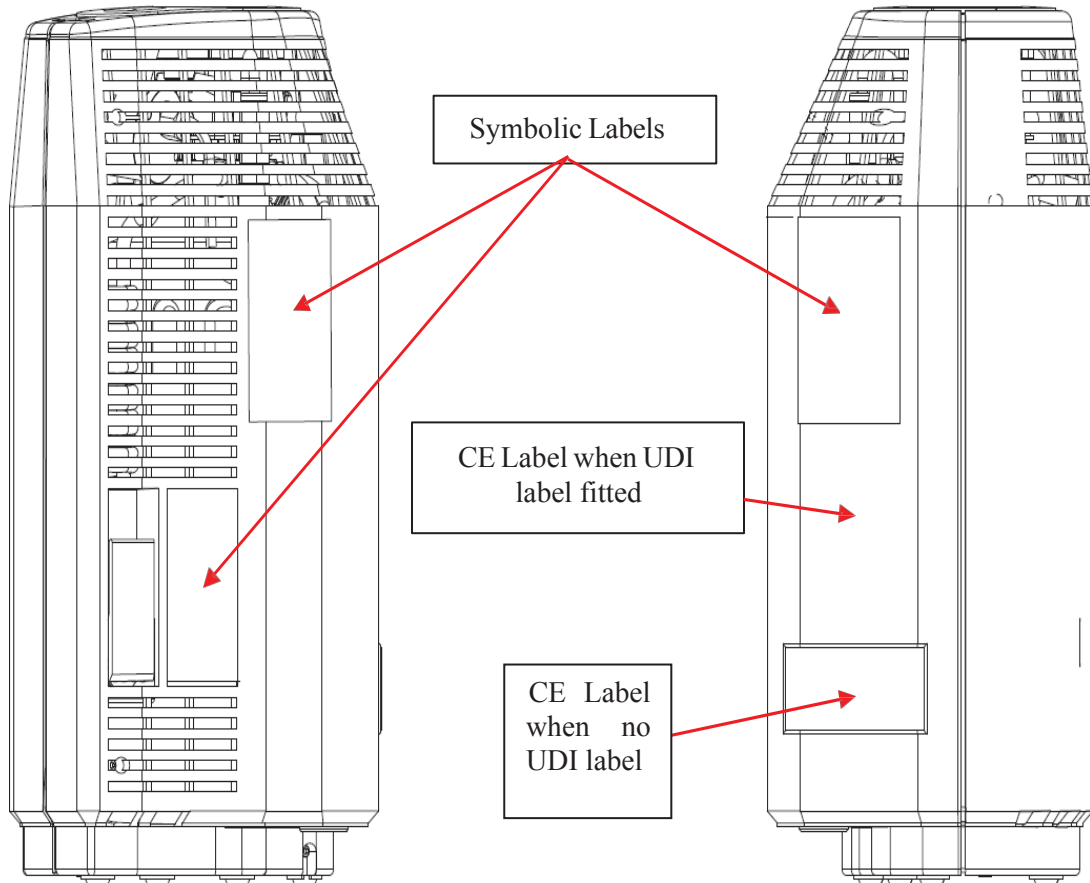 Symbolic Labels
CE Label when UDI
label fitted
CE Label
when no
UDI label